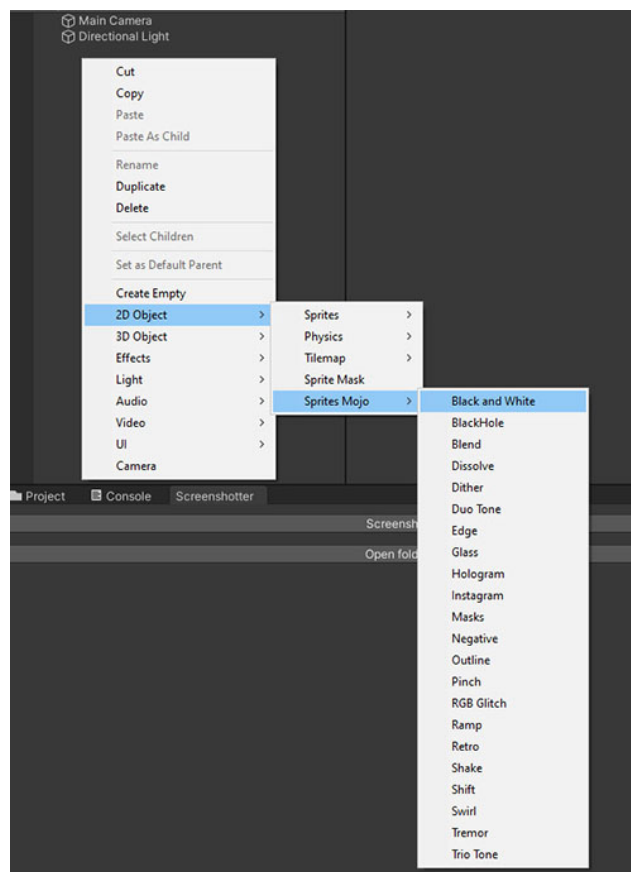 Main Camera
Directional Light
Cut
Copy
Paste
Paste As Child
Rename
Duplicate
Delete
Select Children
Set as Default Parent
Create Empty
2D Object
3D Object
Effects
Light
Audio
Video
UI
Camera
Sprites
Physics
Tilemap
Sprite Mask
Sprites Mojo
Black and White
BlackHole
Blend
Dissolve
Dither
Duo Tone
Edge
Glass
Hologram
Instagram
Masks
Negative
Outline
Pinch
RGB Glitch
Ramp
Retro
Shake
Shift
Swirl
Tremor
Trio Tone
Project Console Screenshotter
Screensh
Open fold